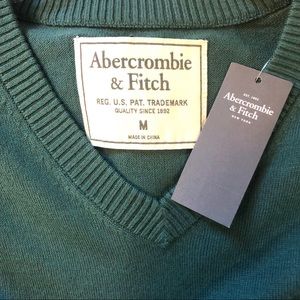 Abercrombie
& Fitch
REG. U.S. PAT. TRADEMARK
QUALITY SINCE 1892
M
MADE IN CHINA
EST. 1892
Abercrombie
& Fitch
NEW YORK